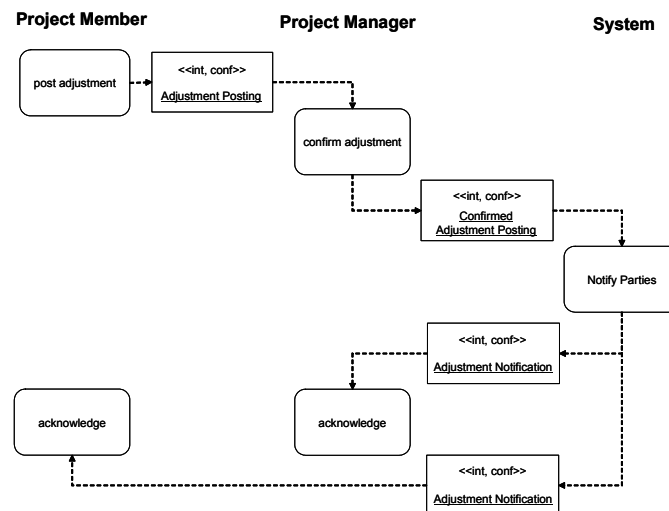 Project Member
Project Manager
System
post adjustment
<<int, conf>>
Adjustment Posting
confirm adjustment
<<int, conf>>
Confirmed
Adjustment Posting
Notify Parties
<<int, conf>>
Adjustment Notification
acknowledge
acknowledge
<<int, conf>>
Adjustment Notification